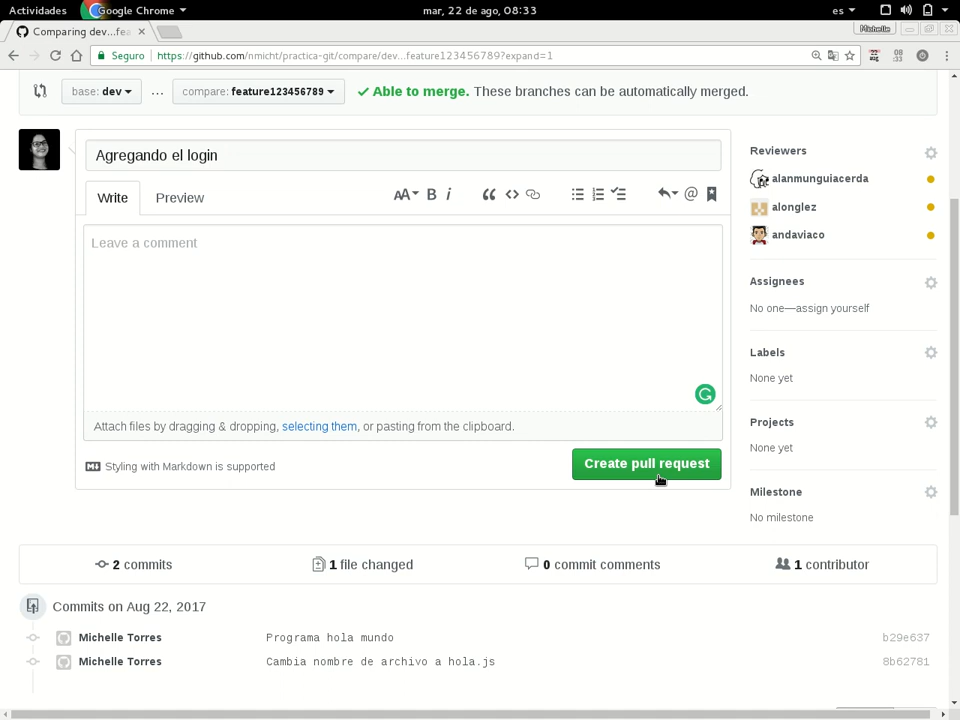 Actividades Google Chrome mar, 22 de ago, 08:33 es
Comparing dev...fea Michelle
Seguro https://github.com/nmicht/practica-git/compare/dev...feature123456789?expand=1
base: dev ... compare: feature123456789 Able to merge. These branches can be automatically merged.
Agregando el login
Write Preview AA B i @
Leave a comment
Attach files by dragging & dropping, selecting them, or pasting from the clipboard.
Styling with Markdown is supported
Create pull request
Reviewers
alanmunguiacerda
alonglez
andaviaco
Assignees
No one—assign yourself
Labels
None yet
Projects
None yet
Milestone
No milestone
2 commits 1 file changed 0 commit comments 1 contributor
Commits on Aug 22, 2017
Michelle Torres Programa hola mundo b29e637
Michelle Torres Cambia nombre de archivo a hola.js 8b62781